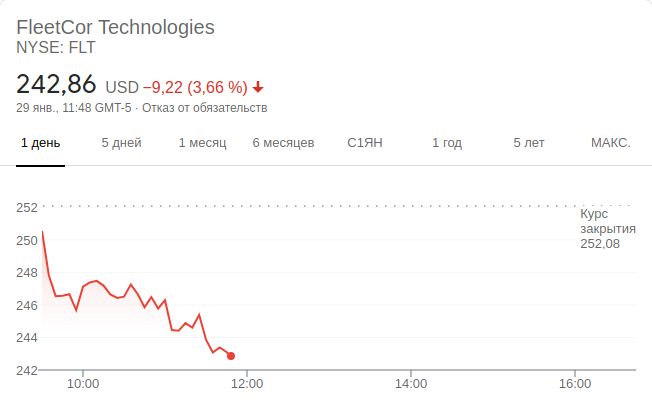 FleetCor Technologies
NYSE: FLT
242,86 USD −9,22 (3,66 %)
29 янв., 11:48 GMT-5 · Отказ от обязательств
1 день 5 дней 1 месяц 6 месяцев С1ЯН 1 год 5 лет МАКС.
252
Курс
закрытия
252,08
250
248
246
244
242
10:00 12:00 14:00 16:00